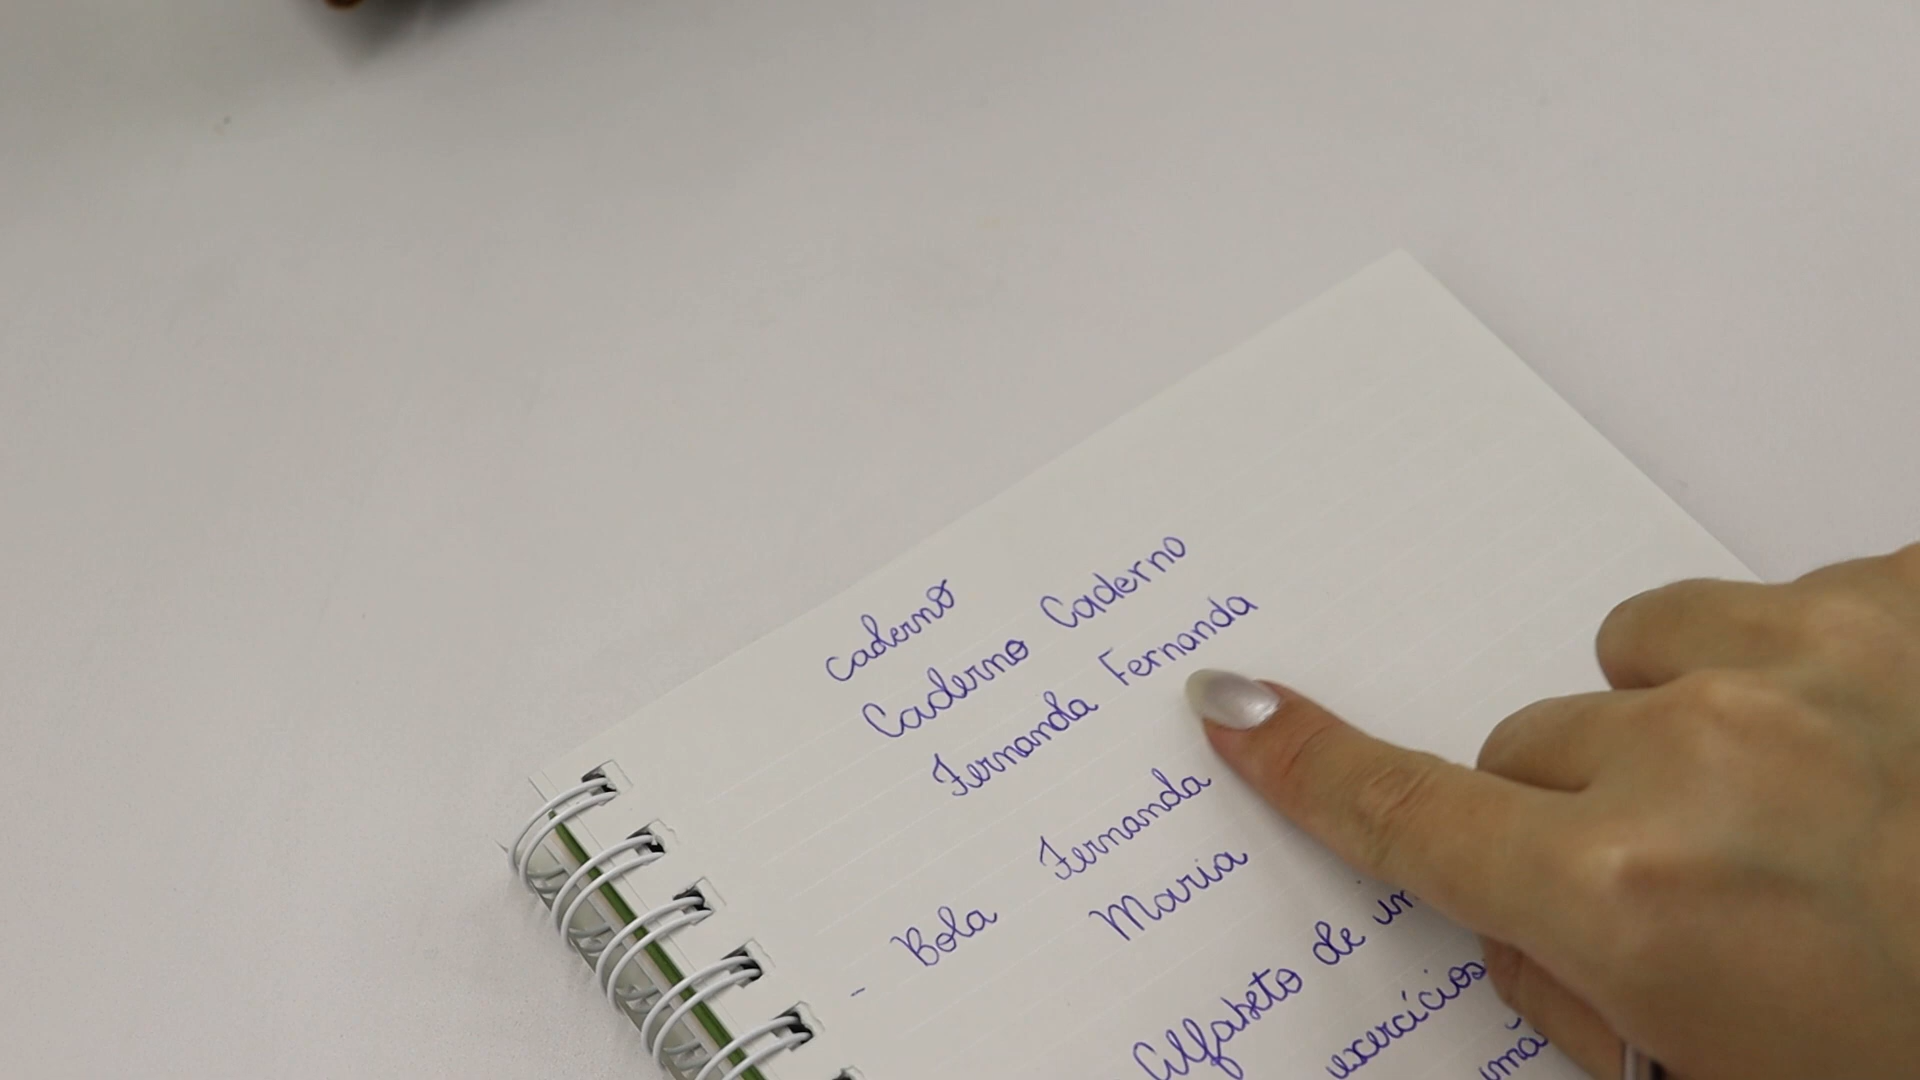 caderno
Caderno Caderno
Fernanda Fernanda
Fernanda
- Bola Maria
Alfabeto de
exercícios